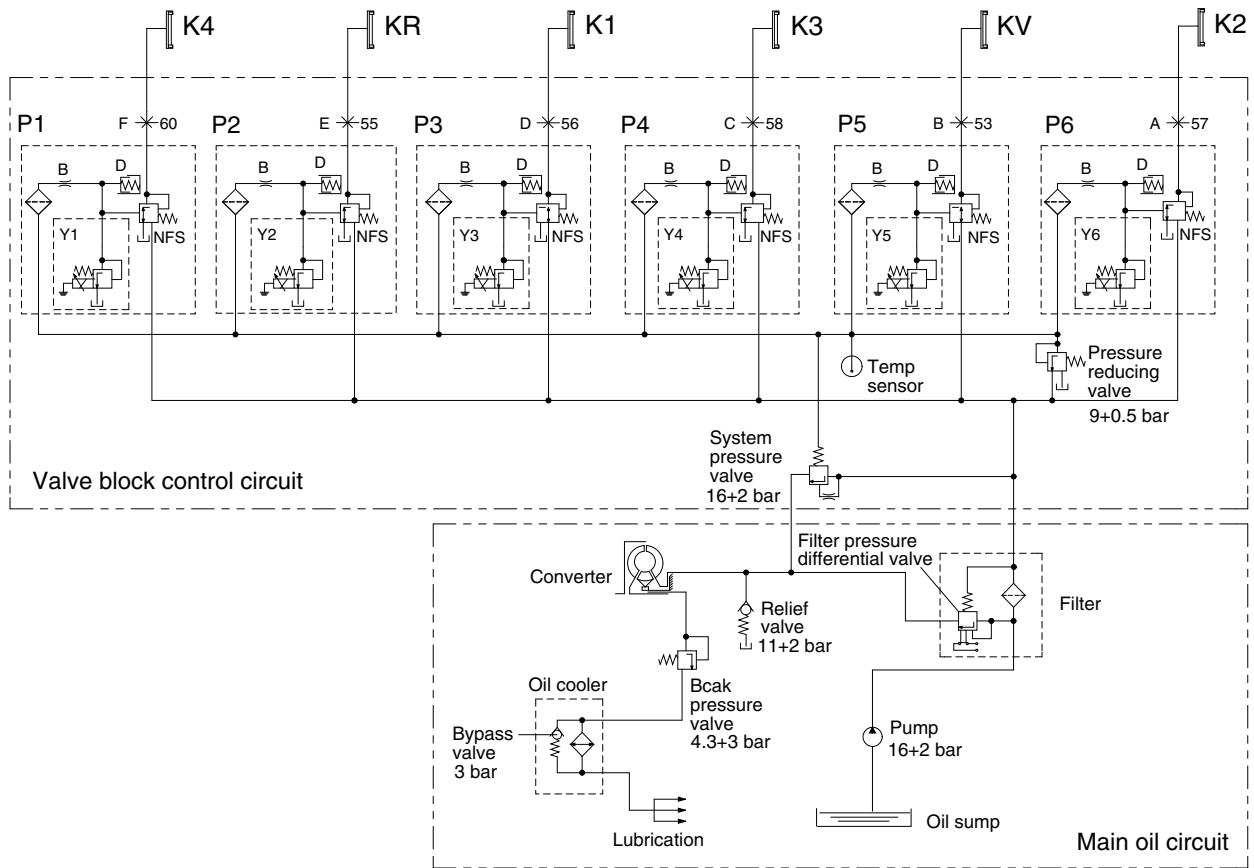 K4 KR K1 K3 KV K2
P1 F 60 P2 E 55 P3 D 56 P4 C 58 P5 B 53 P6 A 57
B D B D B D B D B D B D
Y1 NFS Y2 NFS Y3 NFS Y4 NFS Y5 NFS Y6 NFS
Temp
sensor
Pressure
reducing
valve
9+0.5 bar
System
pressure
valve
16+2 bar
Valve block control circuit
Filter pressure
differential valve
Converter
Relief
valve
11+2 bar
Filter
Oil cooler
Bcak
pressure
valve
4.3+3 bar
Bypass
valve
3 bar
Pump
16+2 bar
Lubrication
Oil sump
Main oil circuit